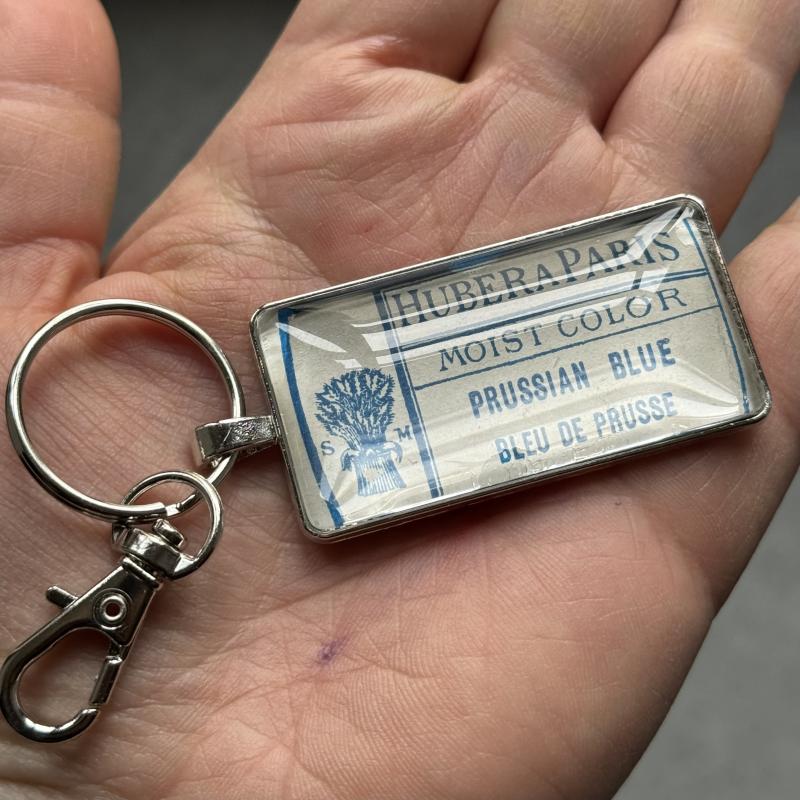 HUBER A PARIS
MOIST COLOR
PRUSSIAN BLUE
BLEU DE PRUSSE
S M